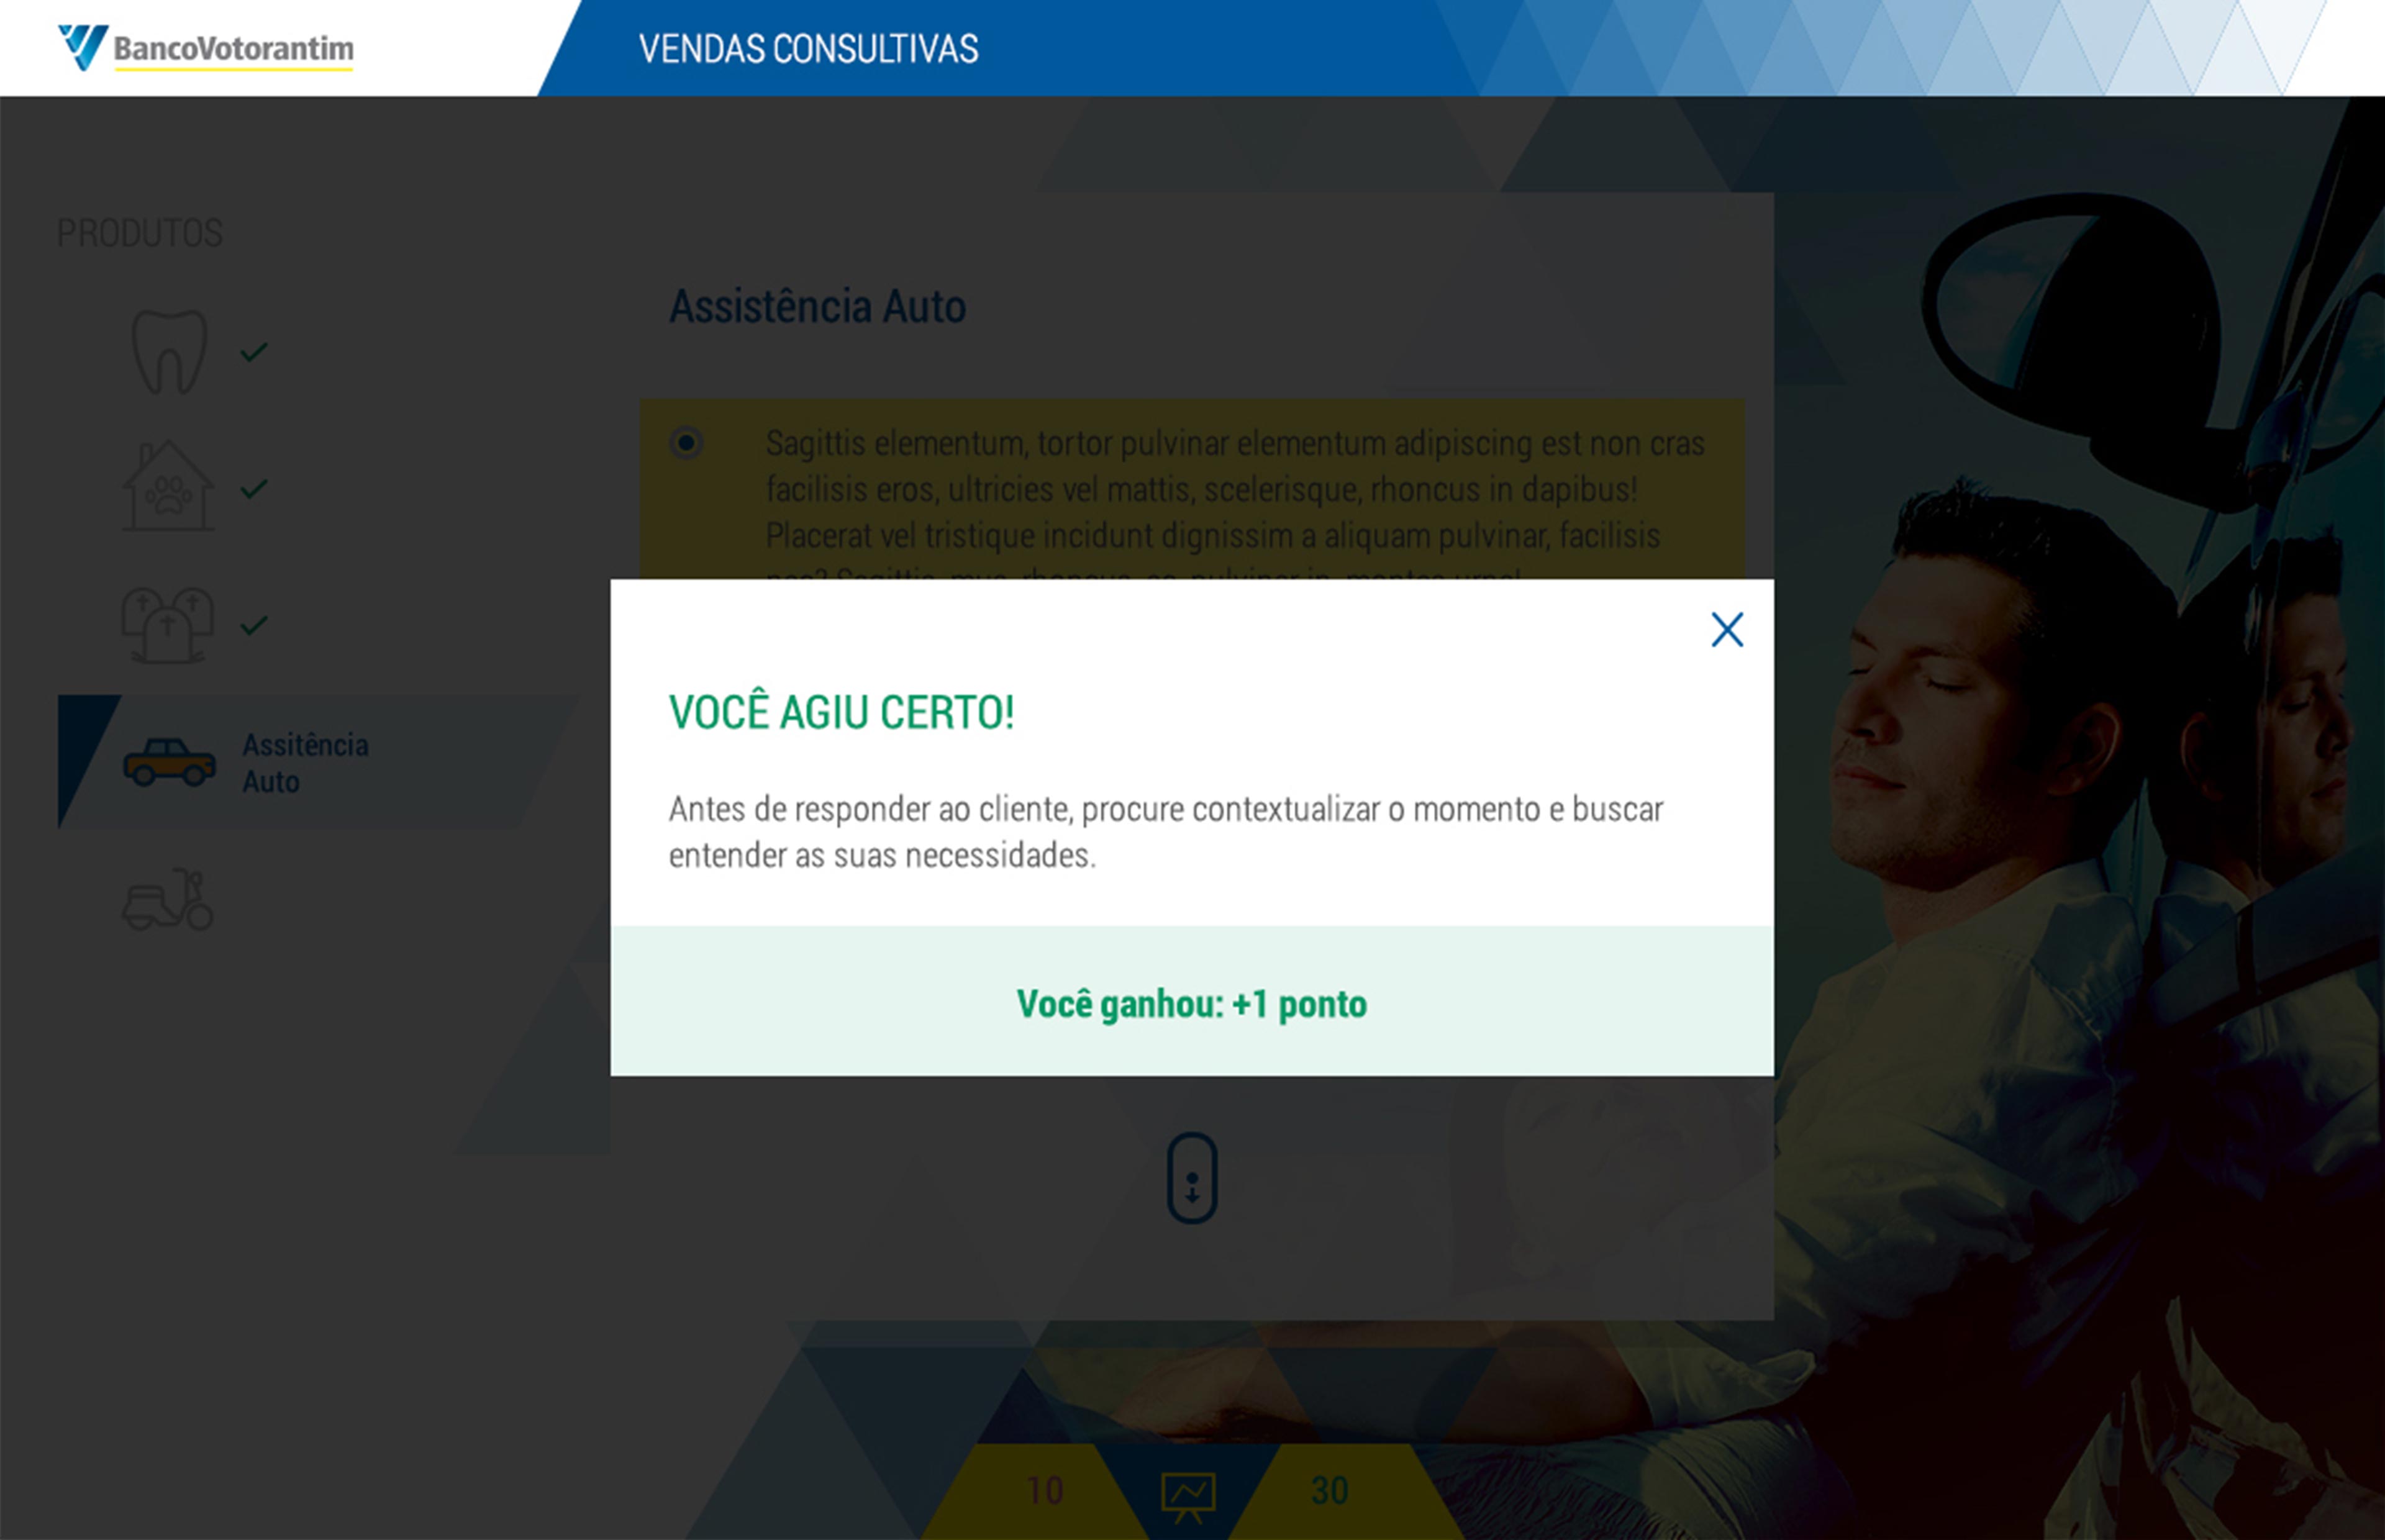 BancoVotorantim
VENDAS CONSULTIVAS
PRODUTOS
Assitência
Auto
Assistência Auto
Sagittis elementum, tortor pulvinar elementum adipiscing est non cras
facilisis eros, ultricies vel mattis, scelerisque, rhoncus in dapibus!
Placerat vel tristique incidunt dignissim a aliquam pulvinar, facilisis
VOCÊ AGIU CERTO!
Antes de responder ao cliente, procure contextualizar o momento e buscar
entender as suas necessidades.
Você ganhou: +1 ponto
10
30